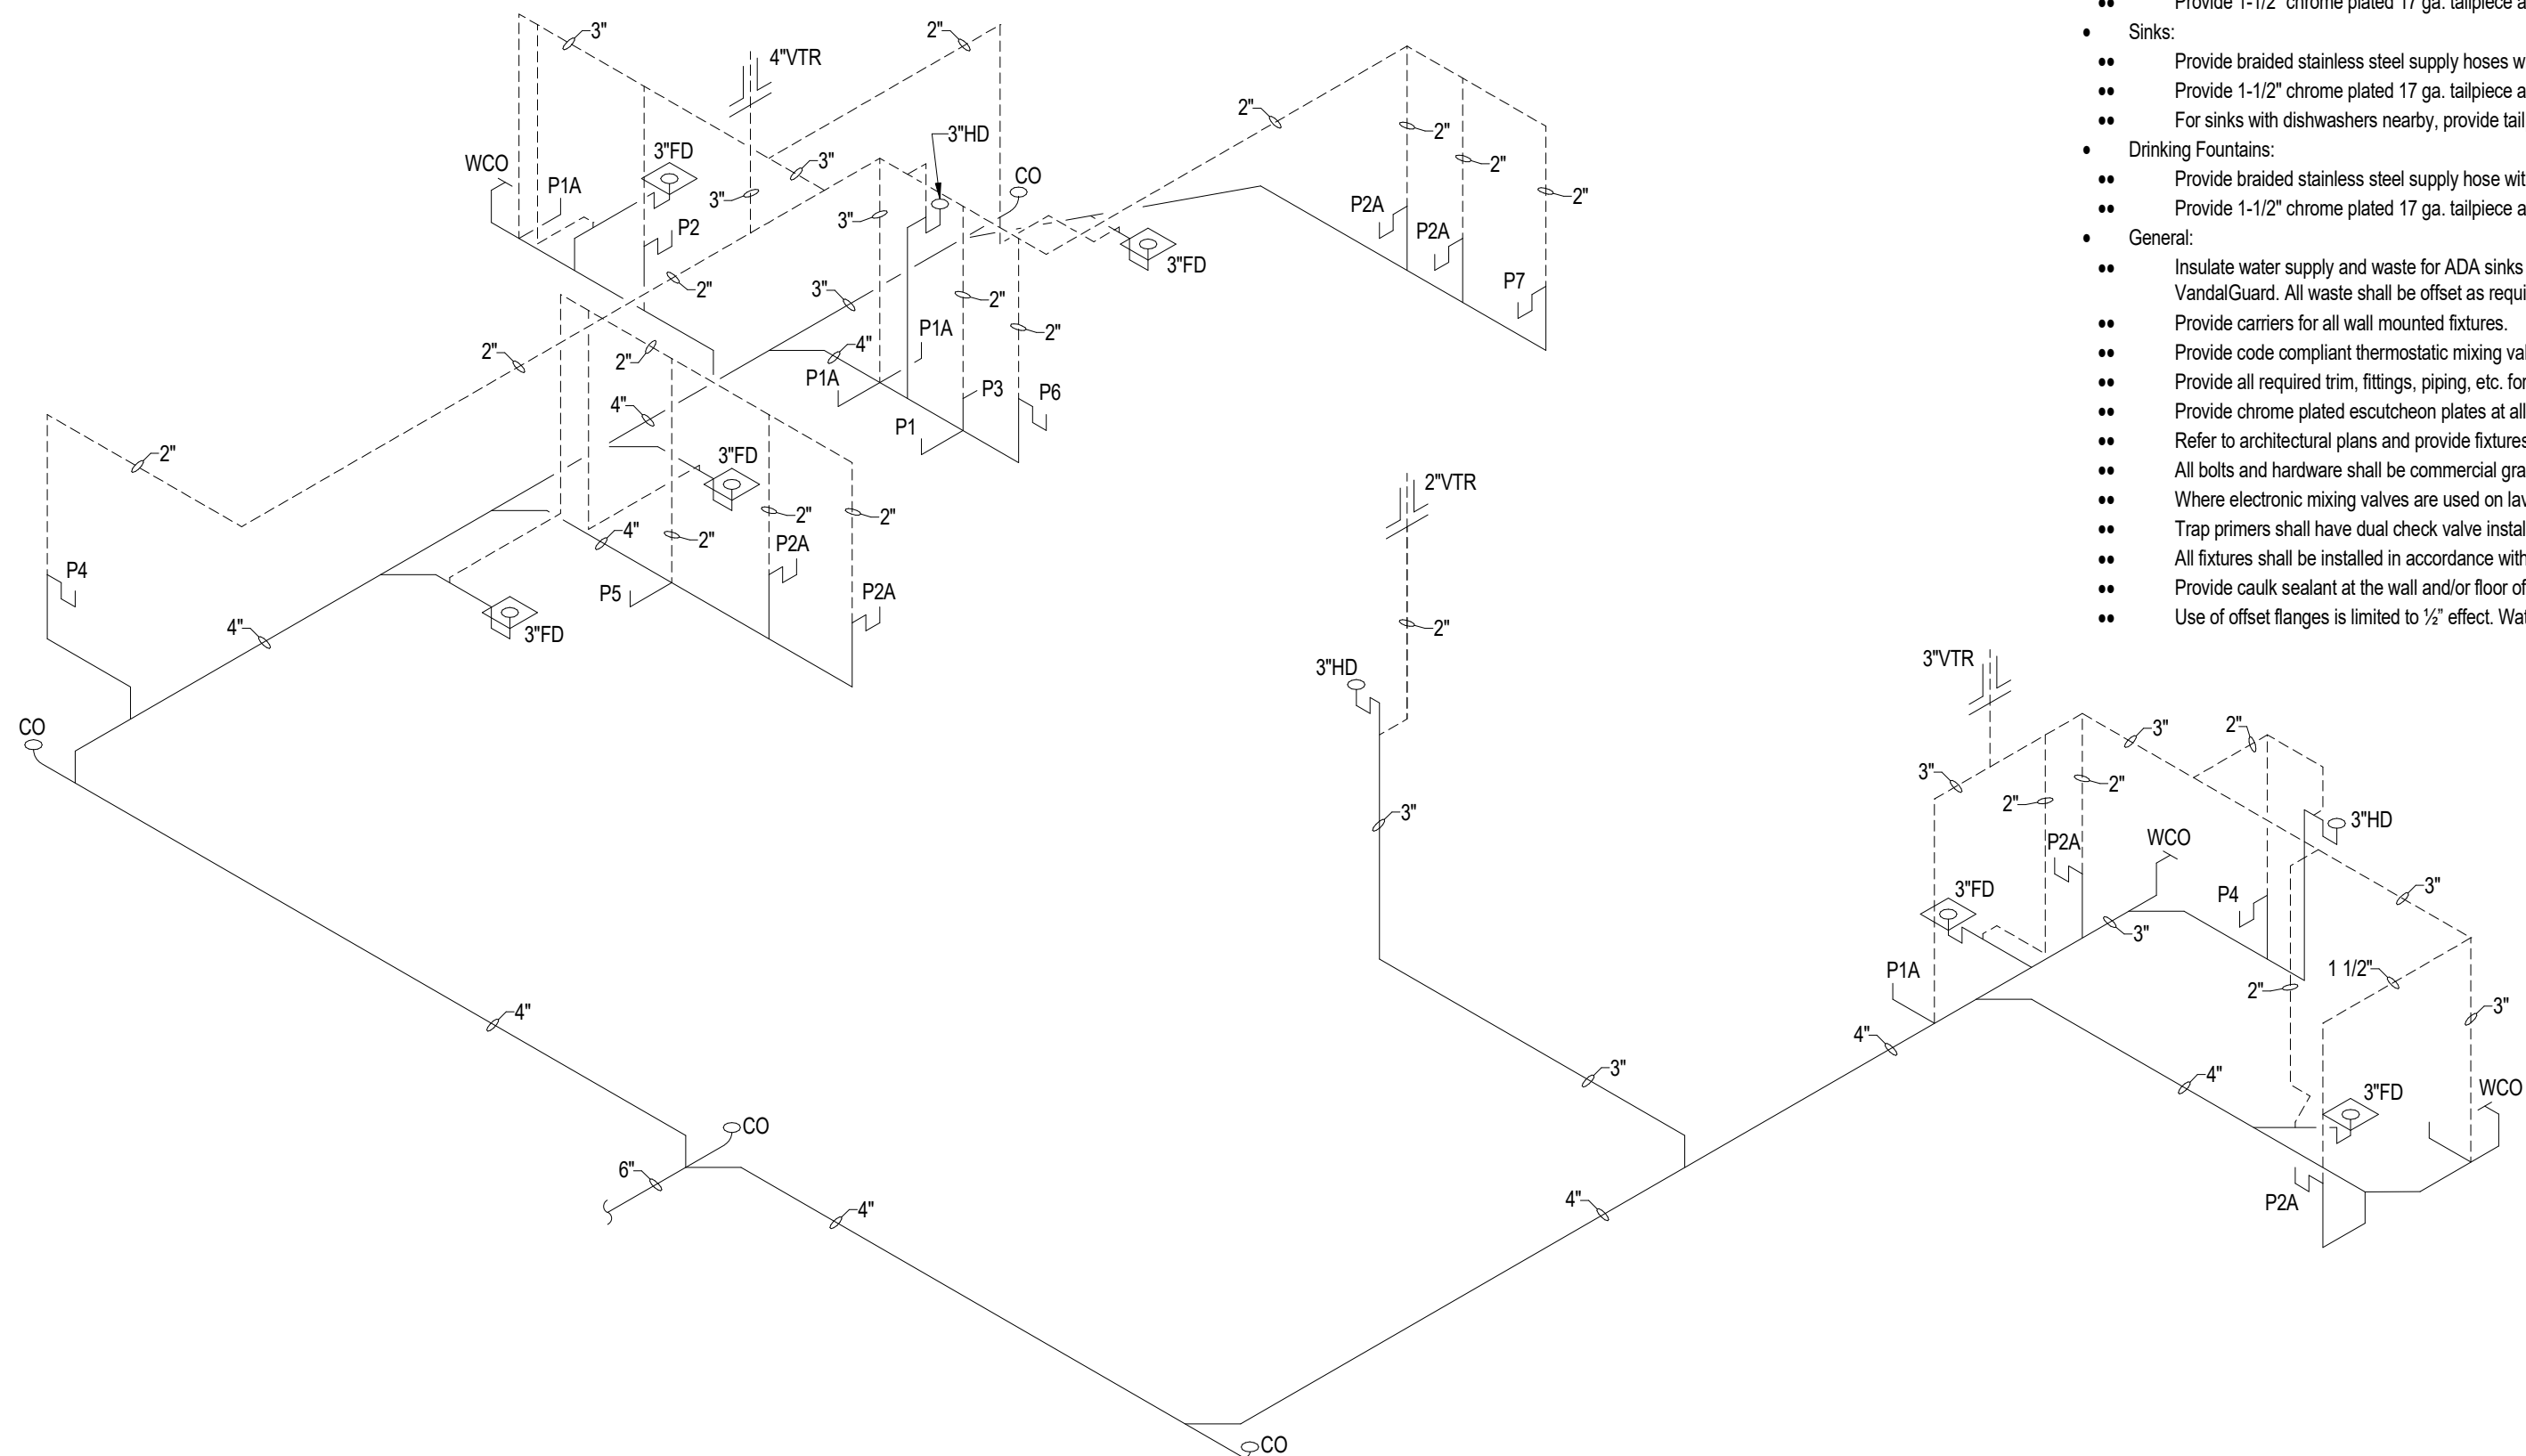 3"
2"
4"VTR
2"
3"HD
WCO
3"FD
CO
P1A
3"
3"
2"
2"
2"
P2A
P2
3"
P2A
3"FD
P7
2"
3"
2"
P1A
2"
2"
2"
4"
P1A
P3
P6
4"
P1
2"
3"FD
2"VTR
2"
2"
4"
2"
P2A
P4
P5
P2A
4"
3"FD
2"
3"HD
3"VTR
CO
3"
2"
3"
2"
2"
3"
3"HD
P2A
WCO
3"FD
3"
P4
3"
P1A
1 1/2"
2"
3"
4"
4"
3"
4"
3"FD
WCO
CO
6"
4"
4"
P2A
CO
Provide 1-1/2" chrome plated 17 ga. tailpiece a
• Sinks:
•• Provide braided stainless steel supply hoses w
•• Provide 1-1/2" chrome plated 17 ga. tailpiece a
•• For sinks with dishwashers nearby, provide tail
• Drinking Fountains:
•• Provide braided stainless steel supply hose wit
•• Provide 1-1/2" chrome plated 17 ga. tailpiece a
• General:
•• Insulate water supply and waste for ADA sinks
VandalGuard. All waste shall be offset as requi
•• Provide carriers for all wall mounted fixtures.
•• Provide code compliant thermostatic mixing val
•• Provide all required trim, fittings, piping, etc. for
•• Provide chrome plated escutcheon plates at all
•• Refer to architectural plans and provide fixtures
•• All bolts and hardware shall be commercial gra
•• Where electronic mixing valves are used on lav
•• Trap primers shall have dual check valve instal
•• All fixtures shall be installed in accordance with
•• Provide caulk sealant at the wall and/or floor of
•• Use of offset flanges is limited to ½” effect. Wat